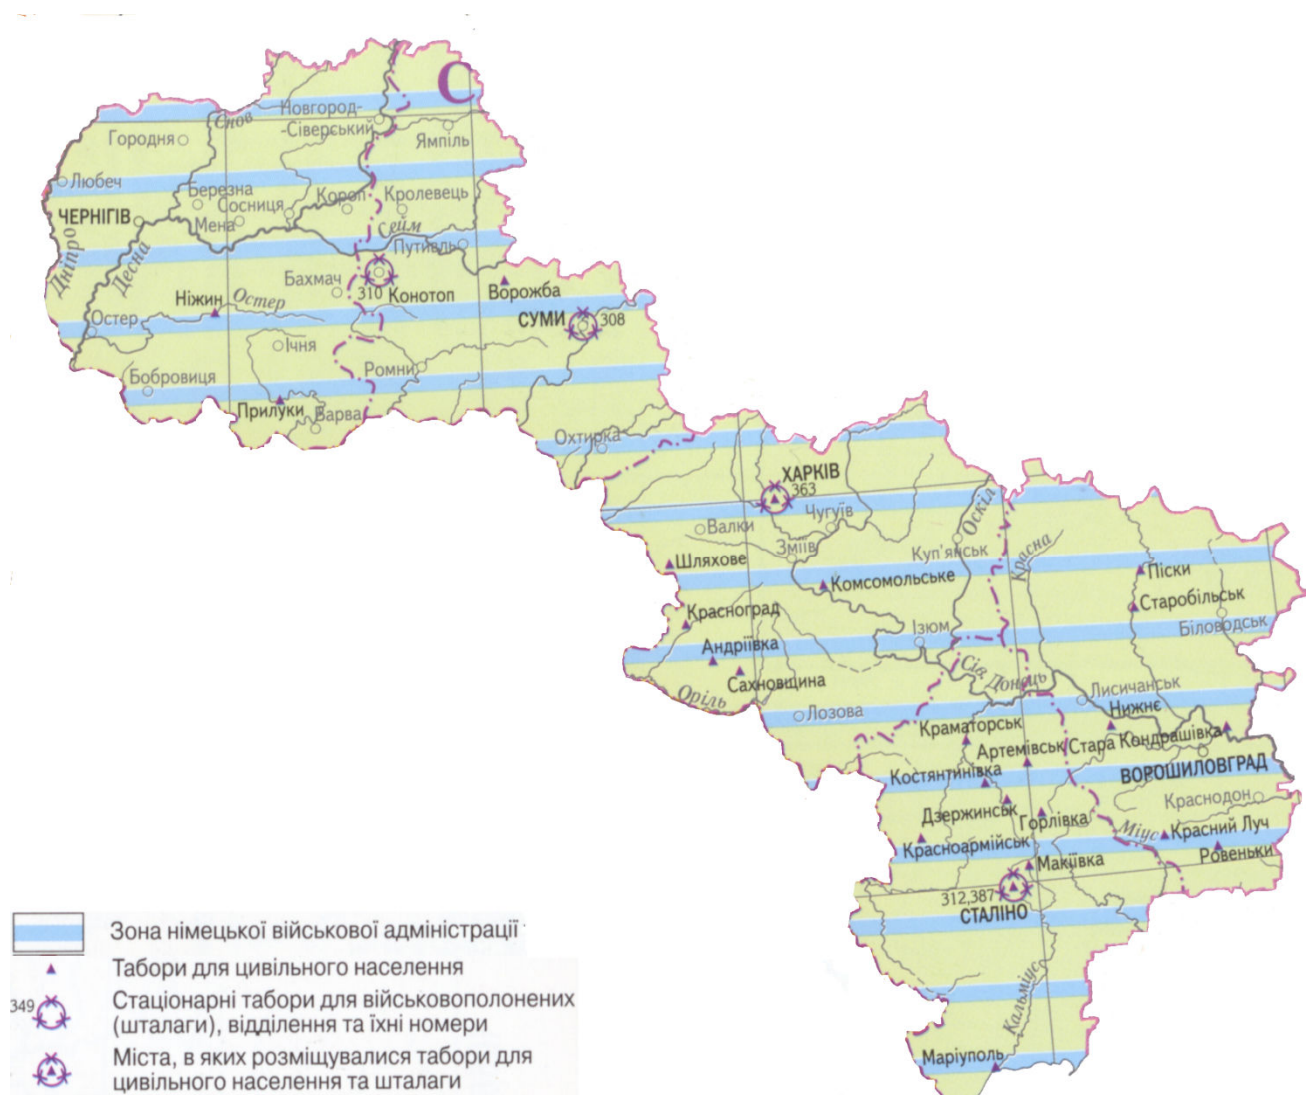 С
Новгород-
-Сіверський
Снов
Городня
Ямпіль
Любеч
Березна
Сосниця
Короп
Кролевець
ЧЕРНІГІВ
Мена
Сейм
Путивль
Дніпро
Десна
Бахмач
310
Конотоп
Ворожба
Ніжин
Остер
Остер
СУМИ
308
Ічня
Бобровиця
Ромни
Прилуки
Варва
Охтирка
ХАРКІВ
363
Валки
Чугуїв
Оскіл
Зміїв
Куп'янськ
Красна
Шляхове
Комсомольське
Піски
Старобільськ
Красноград
Біловодськ
Ізюм
Андріївка
Сів. Донець
Сахновщина
Оріль
Лисичанськ
Лозова
Нижнє
Краматорськ
Артемівськ
Стара Кондрашівка
Костянтинівка
ВОРОШИЛОВГРАД
Краснодон
Дзержинськ
Горлівка
Міус
Красний Луч
Красноармійськ
Ровеньки
Макіївка
312,387
СТАЛІНО
Кальміус
Маріуполь
Зона німецької військової адміністрації
Табори для цивільного населення
349
Стаціонарні табори для військовополонених
(шталаги), відділення та їхні номери
Міста, в яких розміщувалися табори для
цивільного населення та шталаги